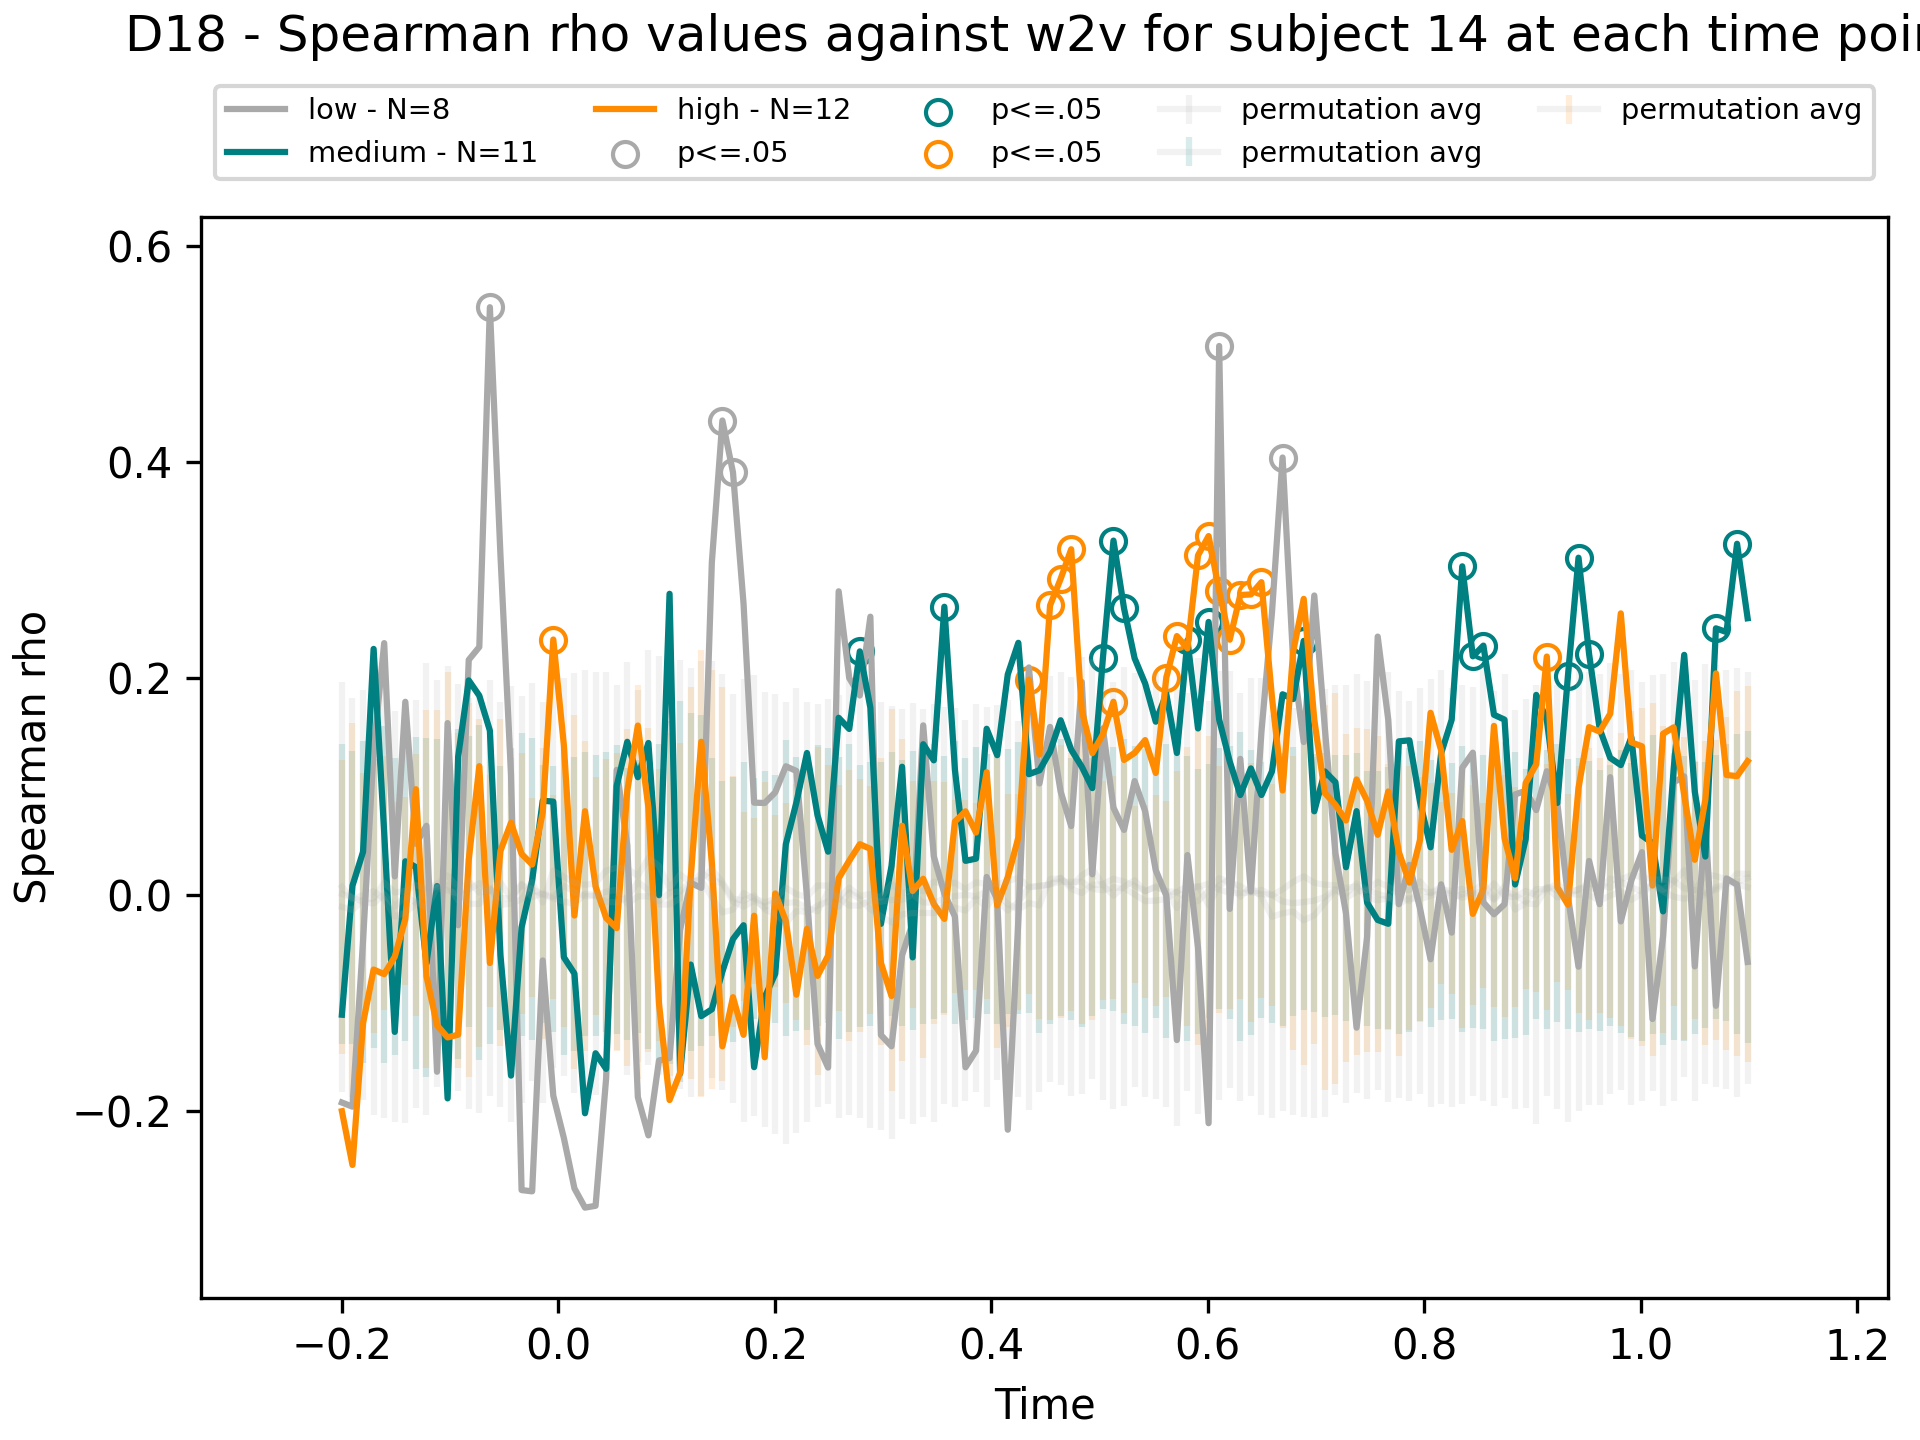 D18 - Spearman rho values against w2v for subject 14 at each time poi
low - N=8
medium - N=11
high - N=12
p<=.05
p<=.05
p<=.05
permutation avg
permutation avg
permutation avg
Spearman rho
0.6
0.4
0.2
0.0
−0.2
−0.2 0.0 0.2 0.4 0.6 0.8 1.0 1.2
Time